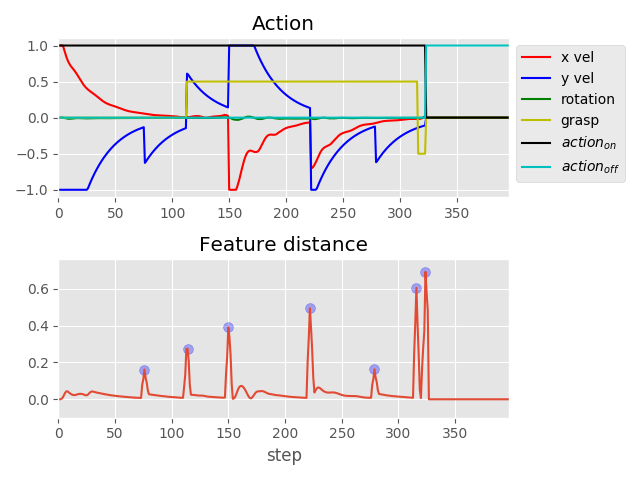 Action
1.0
0.5
0.0
−0.5
−1.0
0 50 100 150 200 250 300 350
x vel
y vel
rotation
grasp
action_on
action_off
Feature distance
0.6
0.4
0.2
0.0
0 50 100 150 200 250 300 350
step